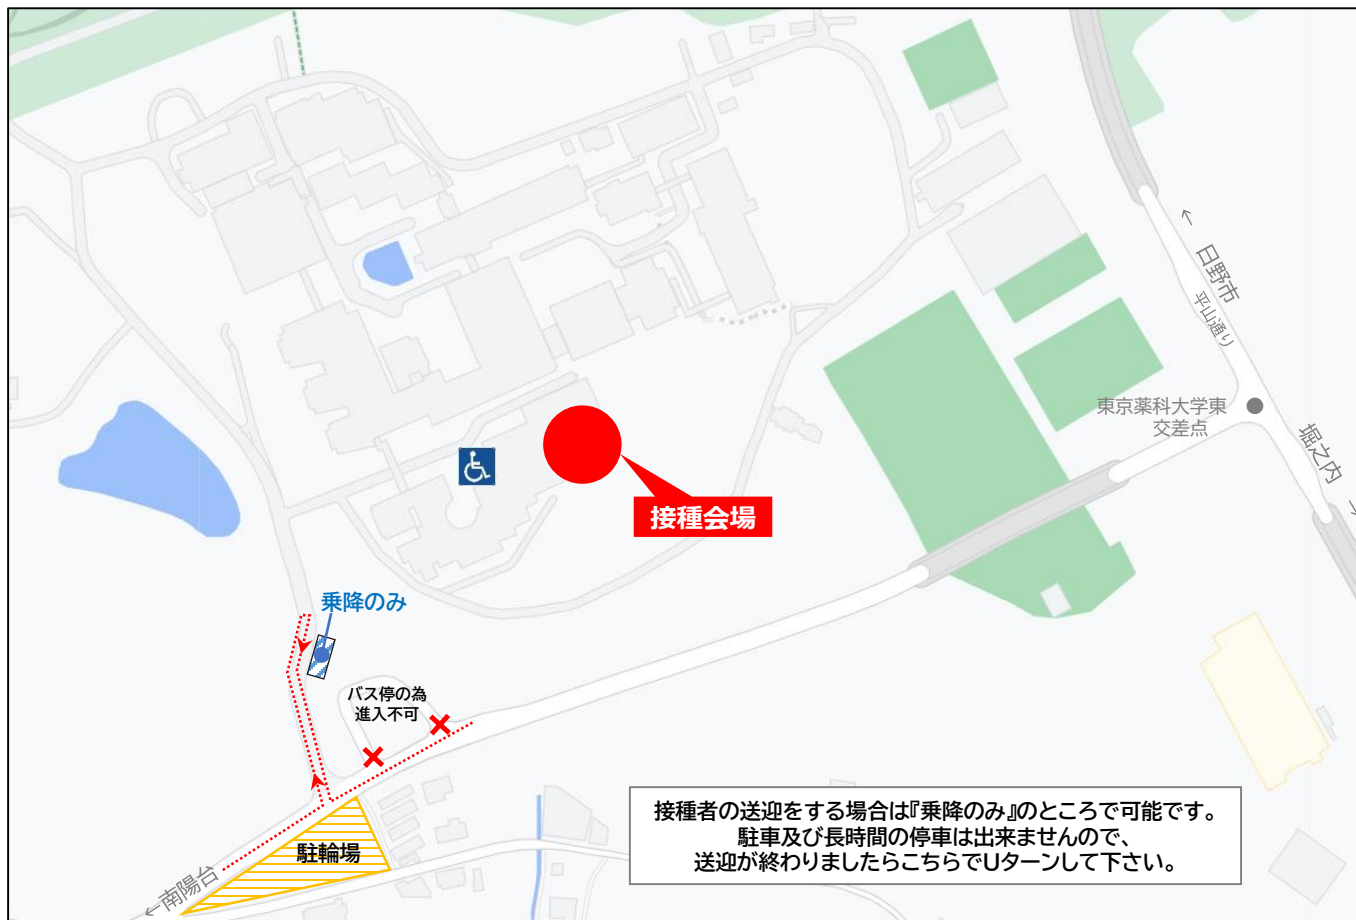 ← 日野市
平山通り
東京薬科大学東
交差点
堀之内 →
接種会場
乗降のみ
バス停の為
進入不可
駐輪場
←南陽台
接種者の送迎をする場合は『乗降のみ』のところで可能です。
駐車及び長時間の停車は出来ませんので、
送迎が終わりましたらこちらでUターンして下さい。